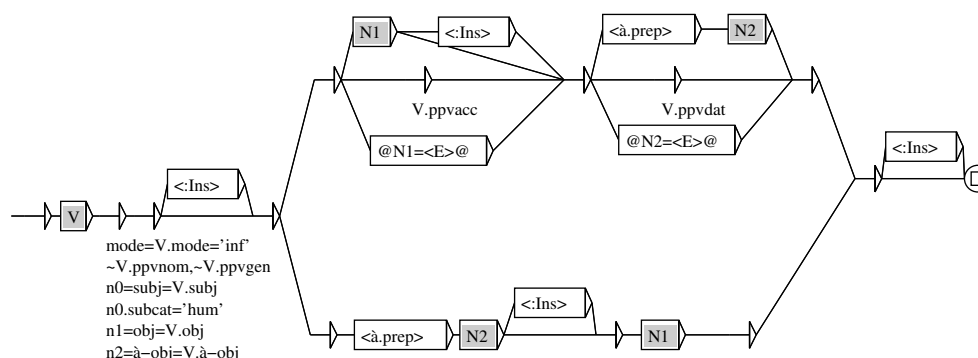 N1
<:Ins>
<à.prep>
N2
V.ppvacc
V.ppvdat
@N1=<E>@
@N2=<E>@
<:Ins>
<:Ins>
V
mode=V.mode='inf'
~V.ppvnom,~V.ppvgen
n0=subj=V.subj
n0.subcat='hum'
n1=obj=V.obj
n2=à-obj=V.à-obj
<:Ins>
<à.prep>
N2
N1